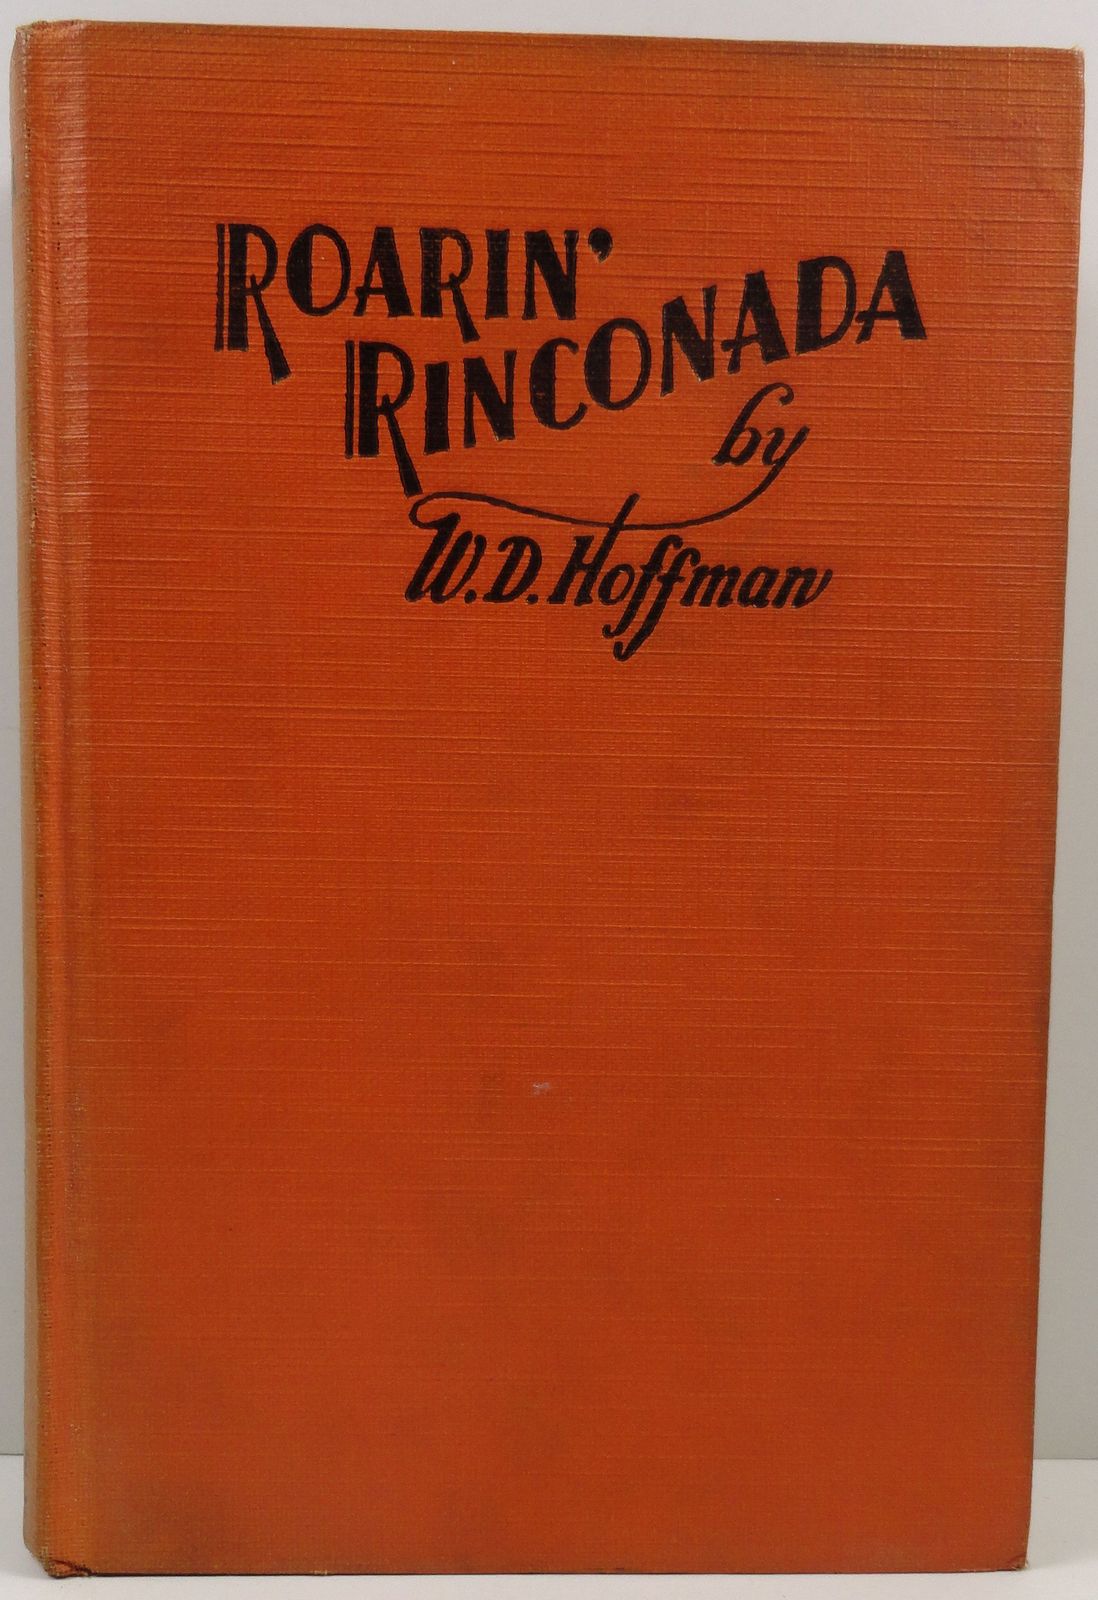 ROARIN'
RINCONADA
by
W.D. Hoffman